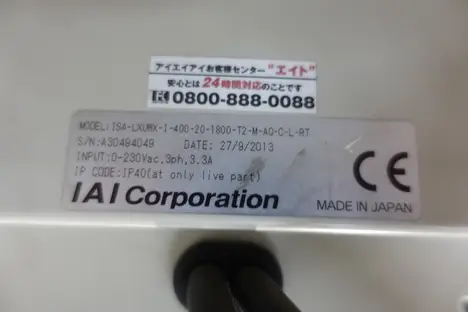 アイエイアイお客様センター "エイト"
安心とは24時間対応のことです
0800-888-0088
MODEL:ISA-LXUWX-I-400-20-1800-T2-M-AQ-C-L-RT
S/N:A30484049 DATE: 27/9/2013
INPUT:0-230Vac.3ph,3.3A
IP CODE:IP40(at only live part)
CE
IAI Corporation
MADE IN JAPAN